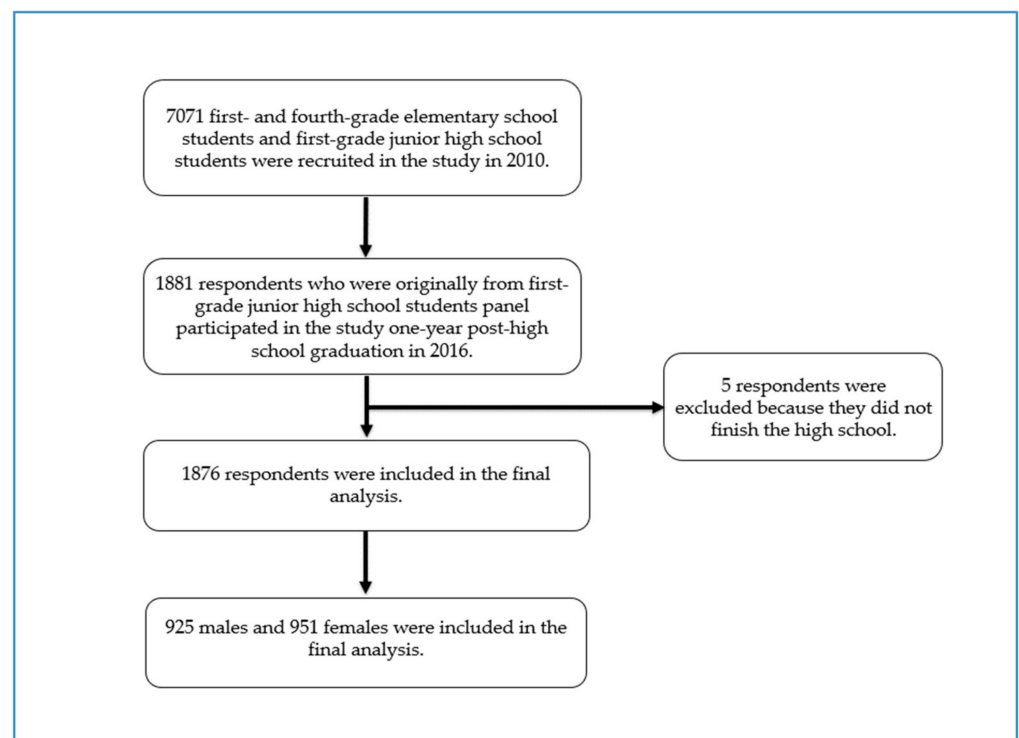 7071 first- and fourth-grade elementary school
students and first-grade junior high school
students were recruited in the study in 2010.
1881 respondents who were originally from first-
grade junior high school students panel
participated in the study one-year post-high
school graduation in 2016.
5 respondents were
excluded because they did not
finish the high school.
1876 respondents were included in the final
analysis.
925 males and 951 females were included in the
final analysis.